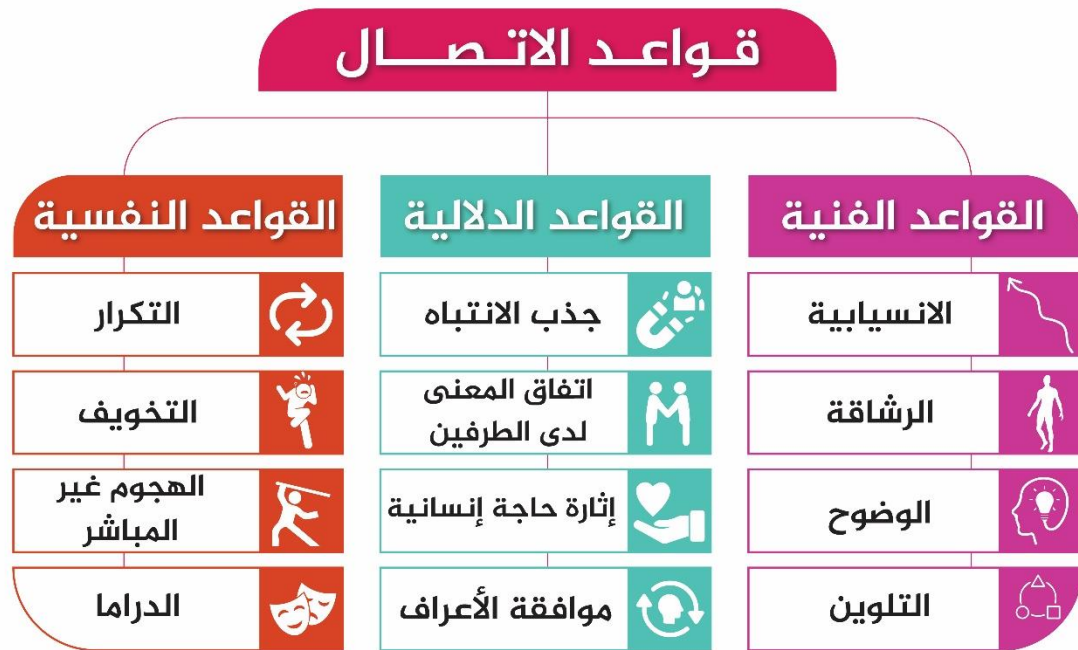 قواعد الاتصال
القواعد الفنية
الانسيابية
الرشاقة
الوضوح
التلوين
القواعد الدلالية
جذب الانتباه
اتفاق المعنى
لدى الطرفين
إثارة حاجة إنسانية
موافقة الأعراف
القواعد النفسية
التكرار
التخويف
الهجوم غير
المباشر
الدراما